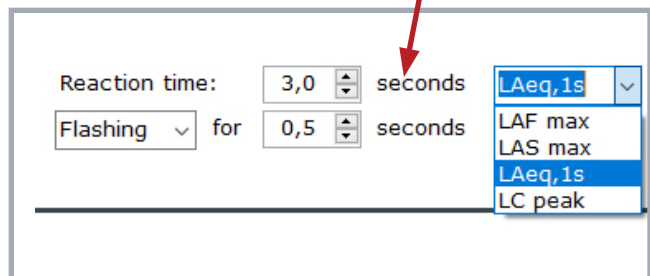 Reaction time: 3,0 seconds LAeq,1s
Flashing for 0,5 seconds
LAF max
LAS max
LAeq,1s
LC peak